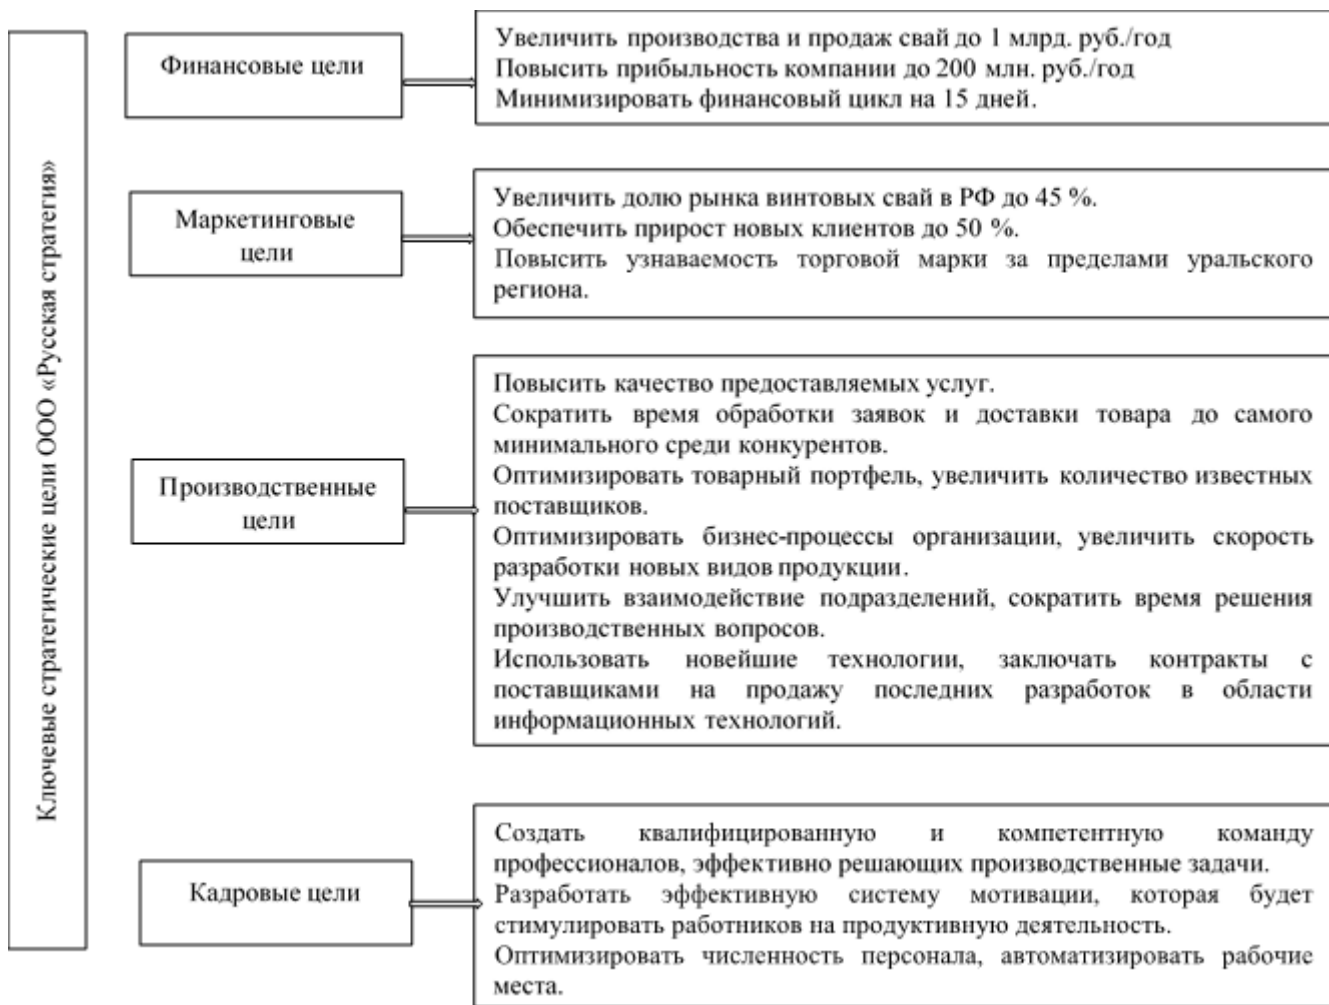 Ключевые стратегические цели ООО «Русская стратегия»
Финансовые цели
Увеличить производства и продаж свай до 1 млрд. руб./год
Повысить прибыльность компании до 200 млн. руб./год
Минимизировать финансовый цикл на 15 дней.
Маркетинговые
цели
Увеличить долю рынка винтовых свай в РФ до 45 %.
Обеспечить прирост новых клиентов до 50 %.
Повысить узнаваемость торговой марки за пределами уральского
региона.
Производственные
цели
Повысить качество предоставляемых услуг.
Сократить время обработки заявок и доставки товара до самого
минимального среди конкурентов.
Оптимизировать товарный портфель, увеличить количество известных
поставщиков.
Оптимизировать бизнес-процессы организации, увеличить скорость
разработки новых видов продукции.
Улучшить взаимодействие подразделений, сократить время решения
производственных вопросов.
Использовать новейшие технологии, заключать контракты с
поставщиками на продажу последних разработок в области
информационных технологий.
Кадровые цели
Создать квалифицированную и компетентную команду
профессионалов, эффективно решающих производственные задачи.
Разработать эффективную систему мотивации, которая будет
стимулировать работников на продуктивную деятельность.
Оптимизировать численность персонала, автоматизировать рабочие
места.